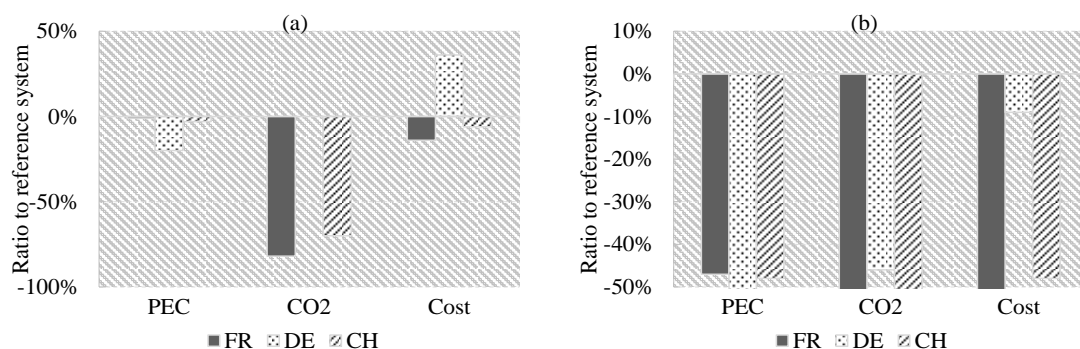 (a)
Ratio to reference system
50%
0%
-50%
-100%
PEC CO2 Cost
FR DE CH
(b)
Ratio to reference system
10%
0%
-10%
-20%
-30%
-40%
-50%
PEC CO2 Cost
FR DE CH